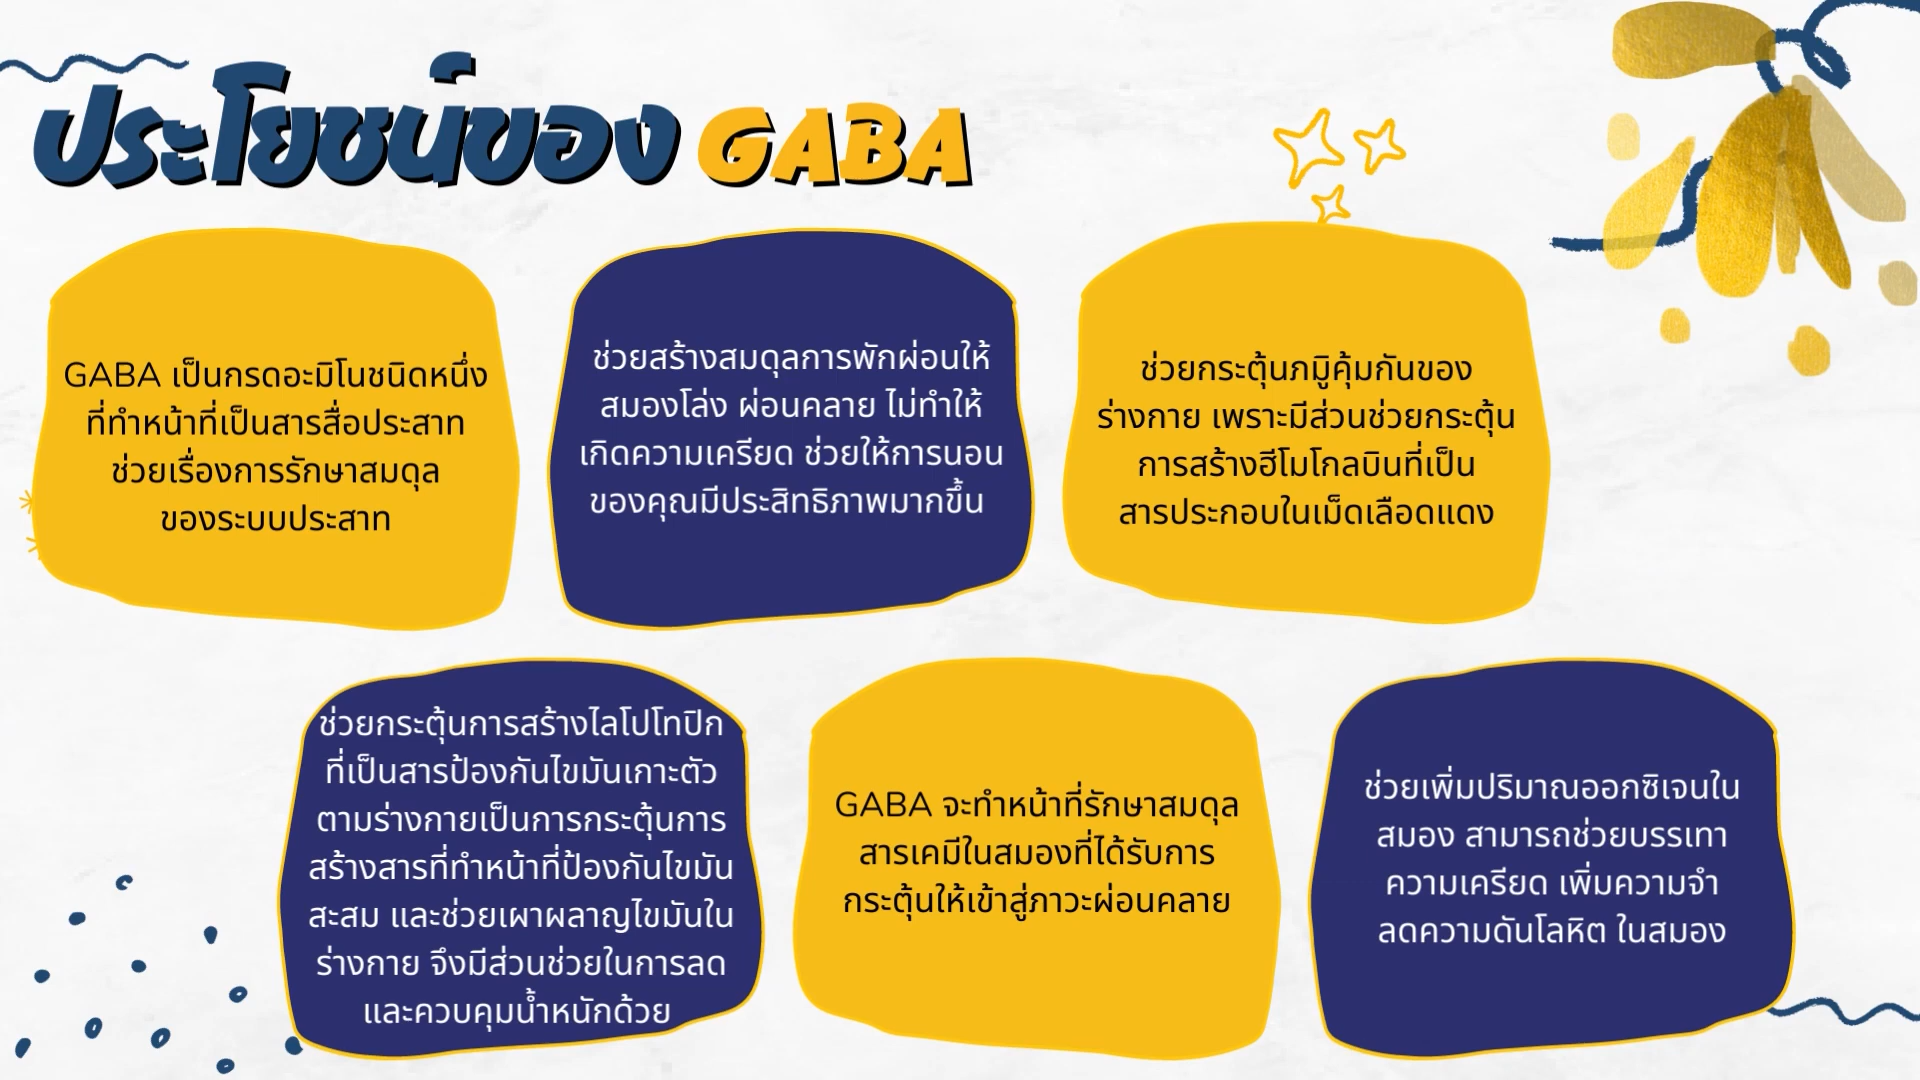 ประโยชน์ของ GABA
GABA เป็นกรดอะมิโนชนิดหนึ่ง
ที่ทำหน้าที่เป็นสารสื่อประสาท
ช่วยเรื่องการรักษาสมดุล
ของระบบประสาท
ช่วยสร้างสมดุลการพักผ่อนให้
สมองโล่ง ผ่อนคลาย ไม่ทำให้
เกิดความเครียด ช่วยให้การนอน
ของคุณมีประสิทธิภาพมากขึ้น
ช่วยกระตุ้นภมูิคุ้มกันของ
ร่างกาย เพราะมีส่วนช่วยกระตุ้น
การสร้างฮีโมโกลบินที่เป็น
สารประกอบในเม็ดเลือดแดง
ช่วยกระตุ้นการสร้างไลโปโทปิก
ที่เป็นสารป้องกันไขมันเกาะตัว
ตามร่างกายเป็นการกระตุ้นการ
สร้างสารที่ทำหน้าที่ป้องกันไขมัน
สะสม และช่วยเผาผลาญไขมันใน
ร่างกาย จึงมีส่วนช่วยในการลด
และควบคุมน้ำหนักด้วย
GABA จะทำหน้าที่รักษาสมดุล
สารเคมีในสมองที่ได้รับการ
กระตุ้นให้เข้าสู่ภาวะผ่อนคลาย
ช่วยเพิ่มปริมาณออกซิเจนใน
สมอง สามารถช่วยบรรเทา
ความเครียด เพิ่มความจำ
ลดความดันโลหิต ในสมอง